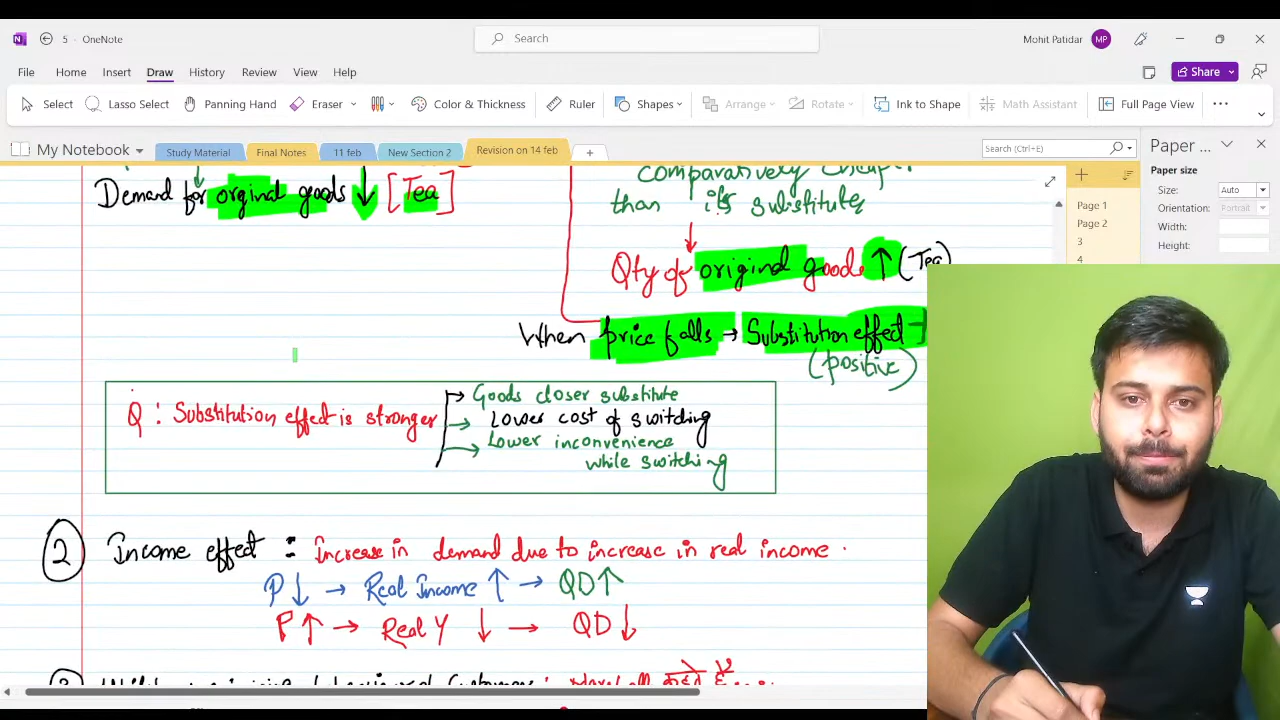 5 - OneNote
Search
Mohit Patidar MP
File Home Insert Draw History Review View Help
Share
Select Lasso Select Panning Hand Eraser Color & Thickness Ruler Shapes Arrange Rotate Ink to Shape Math Assistant Full Page View
My Notebook Study Material Final Notes 11 feb New Section 2 Revision on 14 feb
Search (Ctrl+E)
Paper size
Size: Auto
Orientation: Portrait
Width:
Height:
Page 1
Page 2
3
4
Demand for orginal goods ↓ [Tea]
comparatively
than its substitute
Qty of original goods ↑ (Tea)
When price falls → Substitution effect
(positive)
Q : Substitution effect is stronger
→ Goods closer substitute
→ Lower cost of switching
→ Lower inconvenience
while switching
2 Income effect : Increase in demand due to increase in real income .
P ↓ → Real Income ↑ → QD ↑
P ↑ → Real Y ↓ → QD ↓